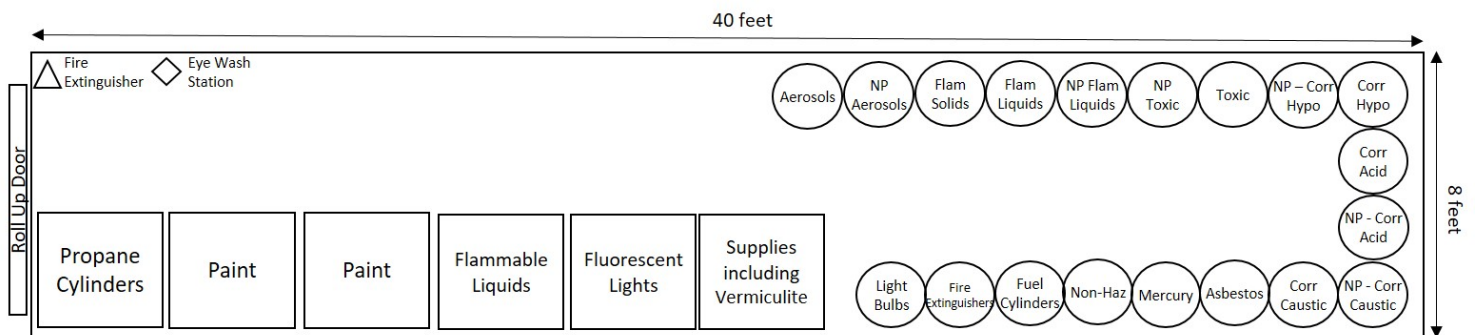 40 feet
Fire
Extinguisher
Eye Wash
Station
Roll Up Door
Aerosols
NP
Aerosols
Flam
Solids
Flam
Liquids
NP Flam
Liquids
NP
Toxic
Toxic
NP – Corr
Hypo
Corr
Hypo
Corr
Acid
NP - Corr
Acid
8 feet
Propane
Cylinders
Paint
Paint
Flammable
Liquids
Fluorescent
Lights
Supplies
including
Vermiculite
Light
Bulbs
Fire
Extinguishers
Fuel
Cylinders
Non-Haz
Mercury
Asbestos
Corr
Caustic
NP - Corr
Caustic